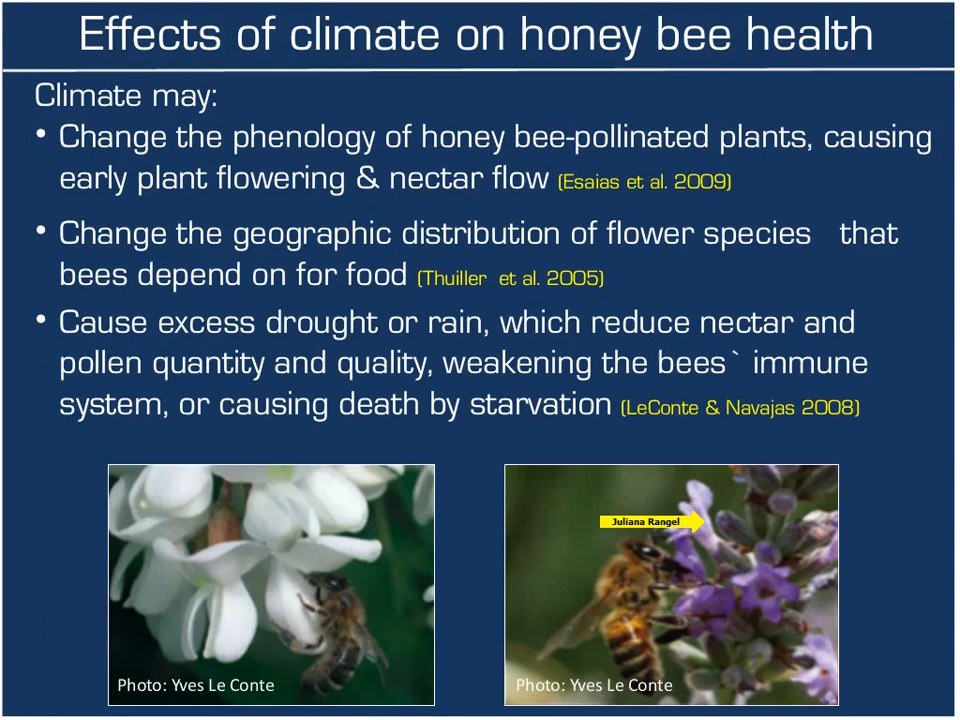 Effects of climate on honey bee health
Climate may:
• Change the phenology of honey bee-pollinated plants, causing
early plant flowering & nectar flow (Esaias et al. 2009)
• Change the geographic distribution of flower species that
bees depend on for food (Thuiller et al. 2005)
• Cause excess drought or rain, which reduce nectar and
pollen quantity and quality, weakening the bees` immune
system, or causing death by starvation (LeConte & Navajas 2008)
Juliana Rangel
Photo: Yves Le Conte
Photo: Yves Le Conte